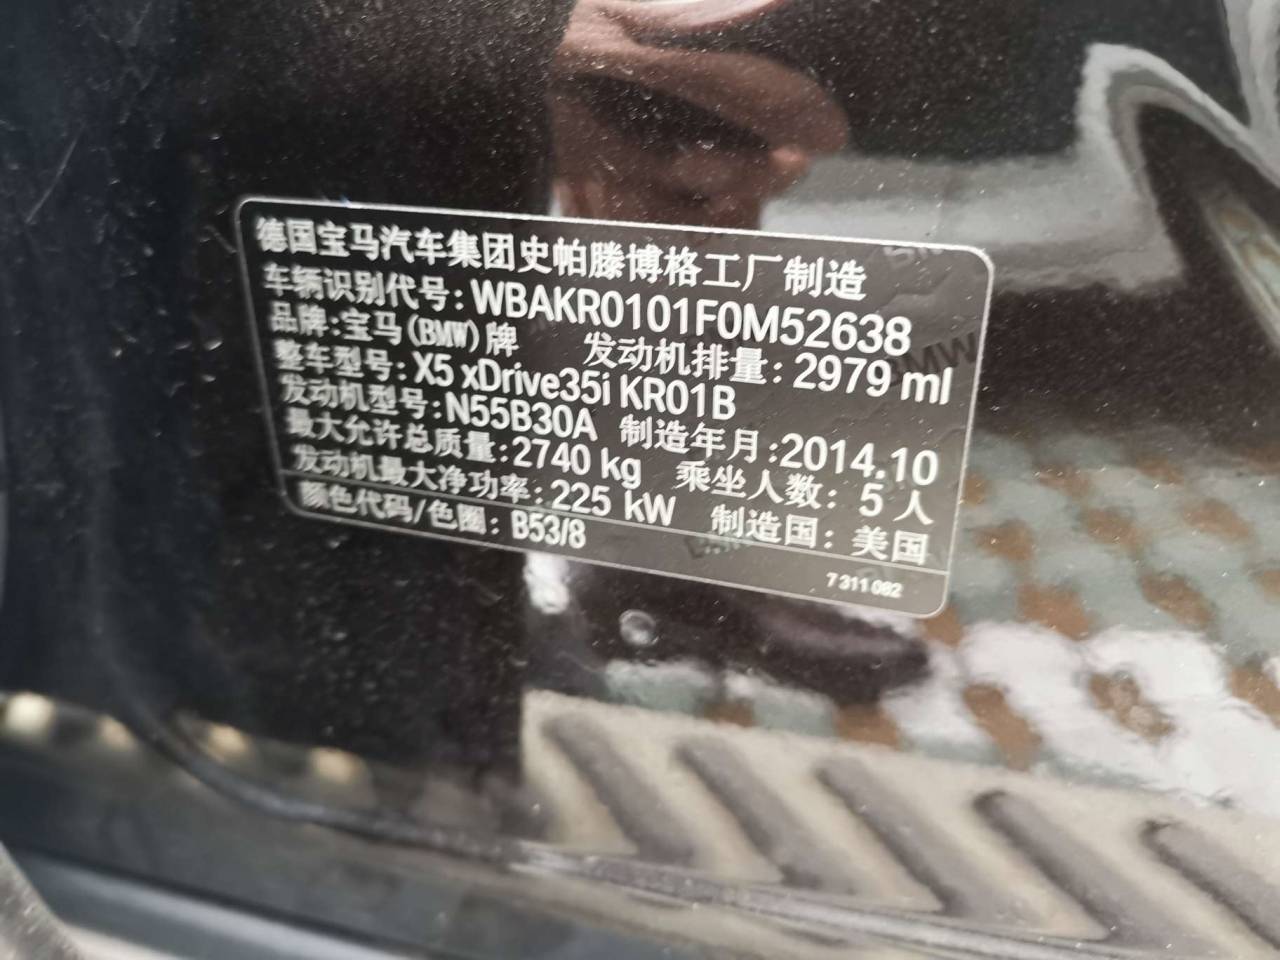 德国宝马汽车集团史帕滕博格工厂制造
车辆识别代号: WBAKR0101F0M52638
品牌:宝马(BMW)牌 发动机排量: 2979 ml
整车型号: X5 xDrive35i KR01B
发动机型号: N55B30A 制造年月:2014.10
最大允许总质量:2740 kg 乘坐人数: 5 人
发动机最大净功率: 225 kW 制造国: 美国
颜色代码/色圈: B53/8
7 311 082